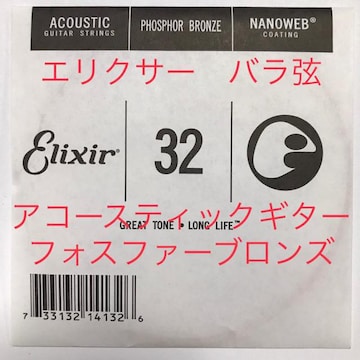 ACOUSTIC
GUITAR STRINGS
PHOSPHOR BRONZE
NANOWEB®
COATING
エリクサー バラ弦
Elixir®
32
アコースティックギター
GREAT TONE • LONG LIFE
フォスファーブロンズ
7 33132 14132 6